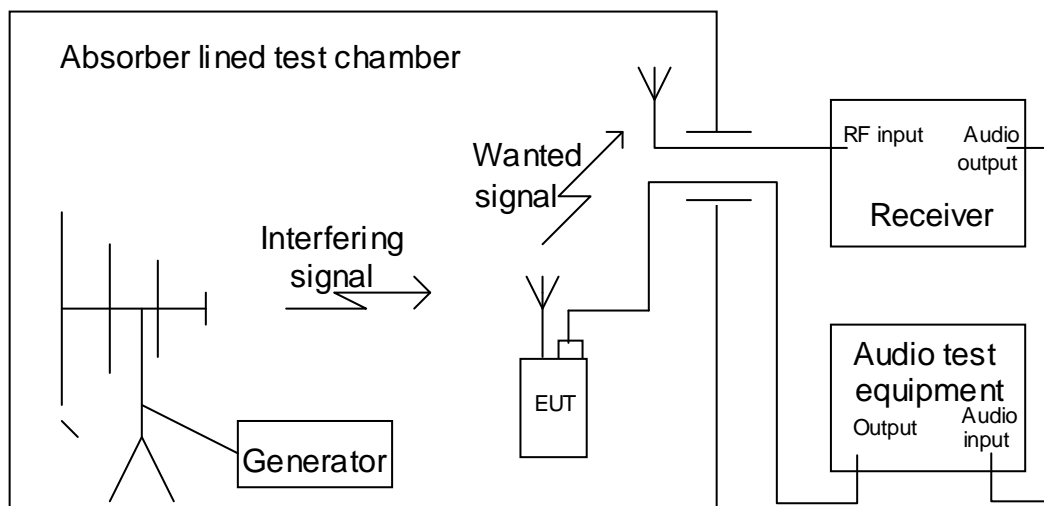 Absorber lined test chamber
Wanted
signal
Interfering
signal
EUT
Generator
RF input
Audio
output
Receiver
Audio test
equipment
Output
Audio
input